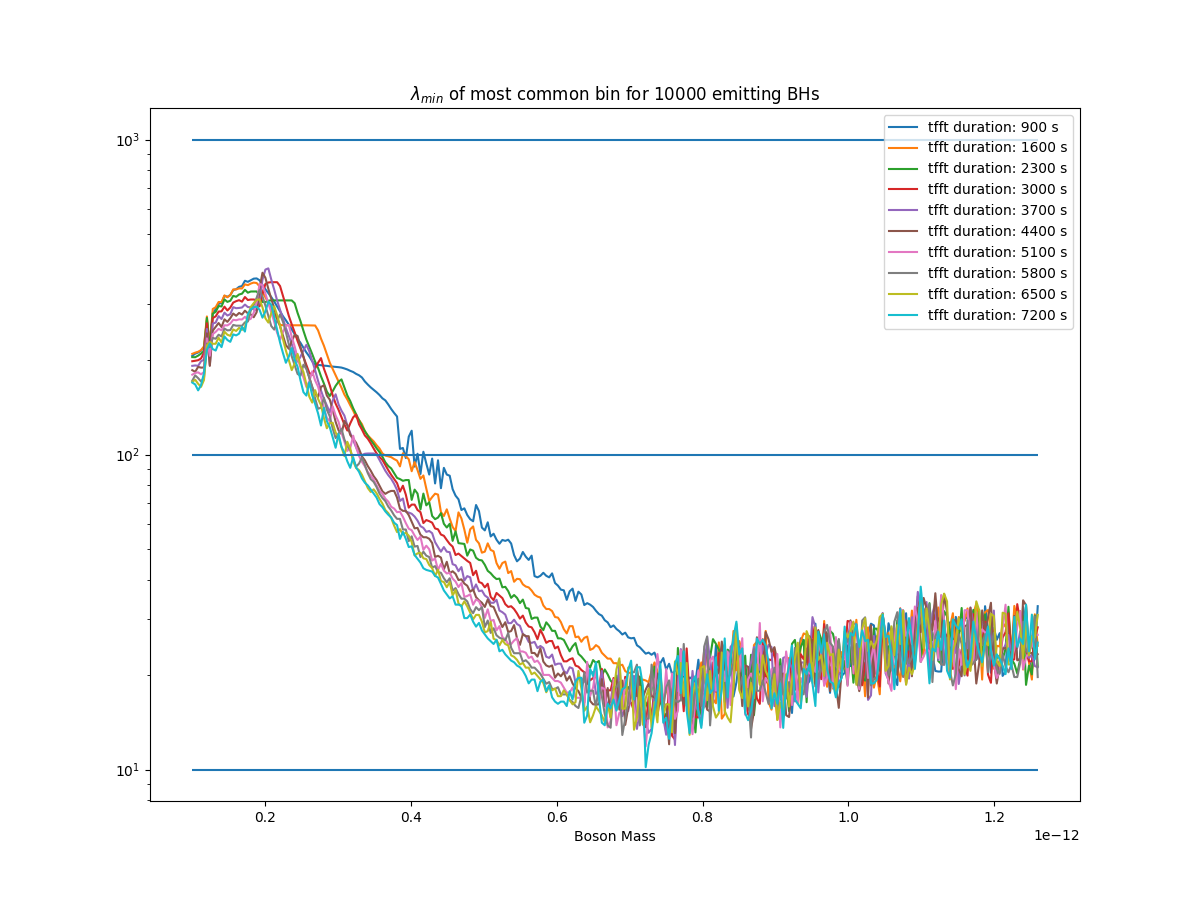 λmin of most common bin for 10000 emitting BHs
10³
10²
10¹
tfft duration: 900 s
tfft duration: 1600 s
tfft duration: 2300 s
tfft duration: 3000 s
tfft duration: 3700 s
tfft duration: 4400 s
tfft duration: 5100 s
tfft duration: 5800 s
tfft duration: 6500 s
tfft duration: 7200 s
0.2 0.4 0.6 0.8 1.0 1.2
1e−12
Boson Mass